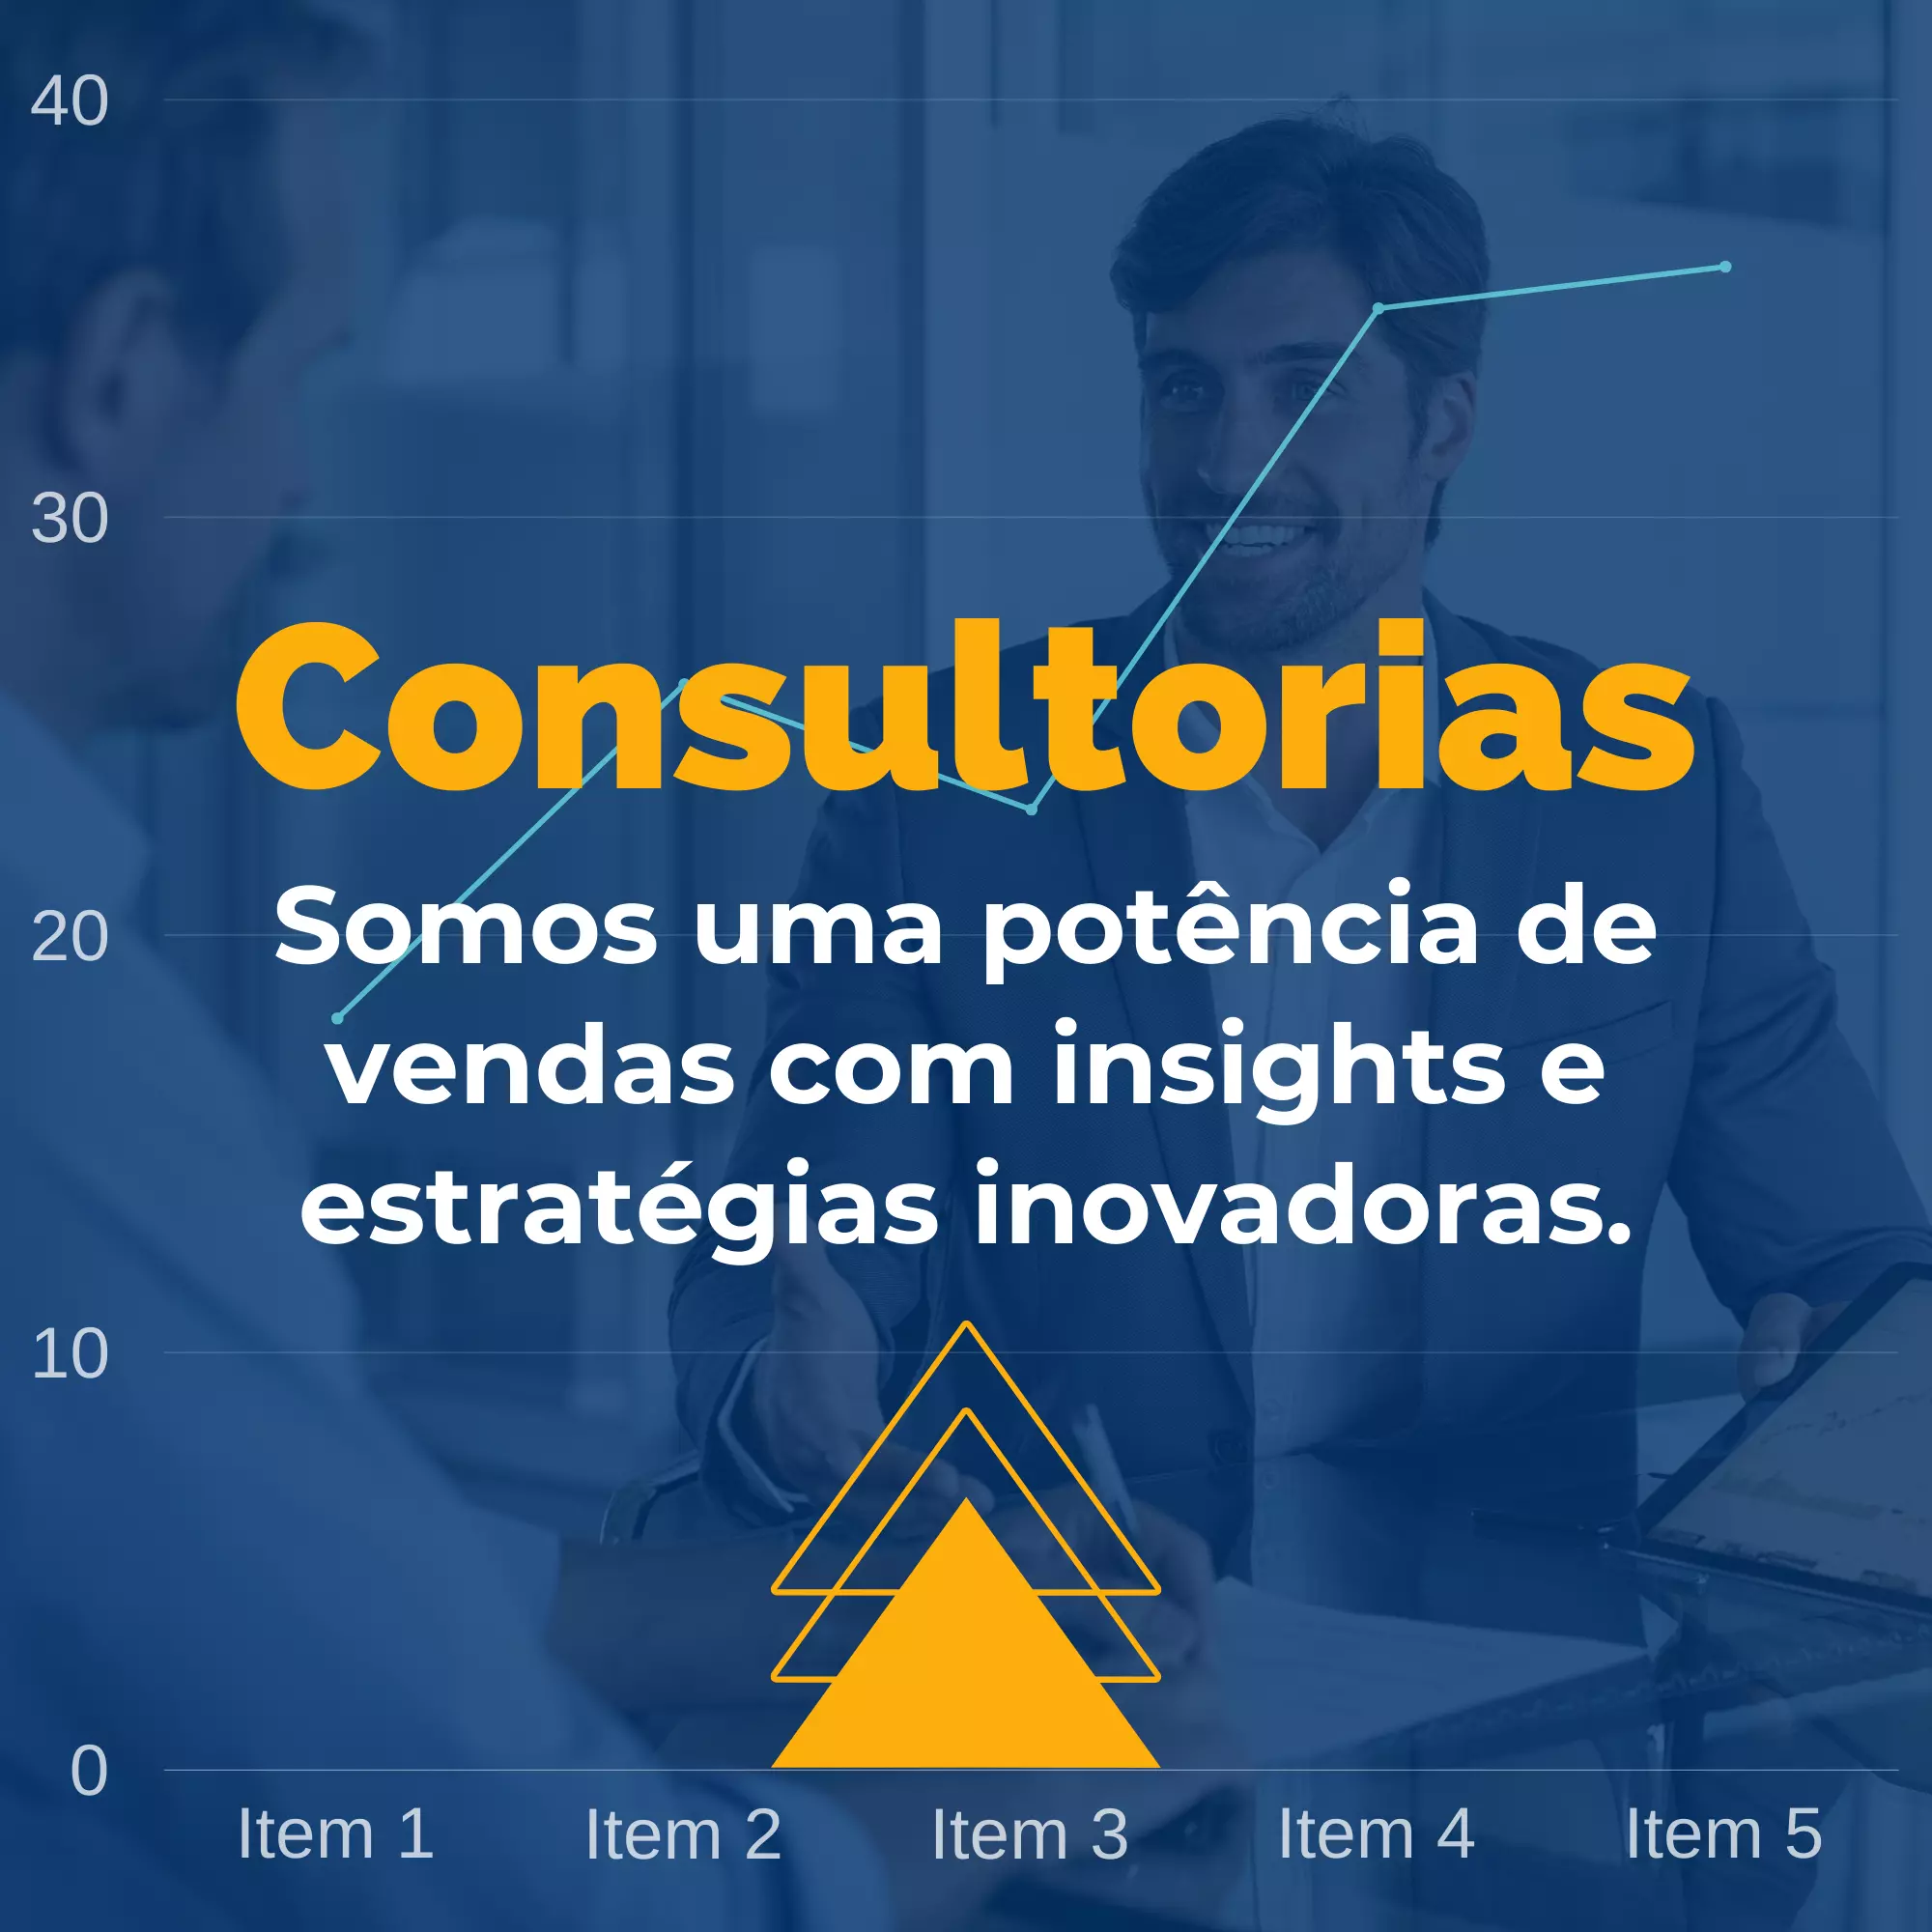 40
30
Consultorias
Somos uma potência de
20
vendas com insights e
estratégias inovadoras.
10
0
Item 1 Item 2 Item 3 Item 4 Item 5